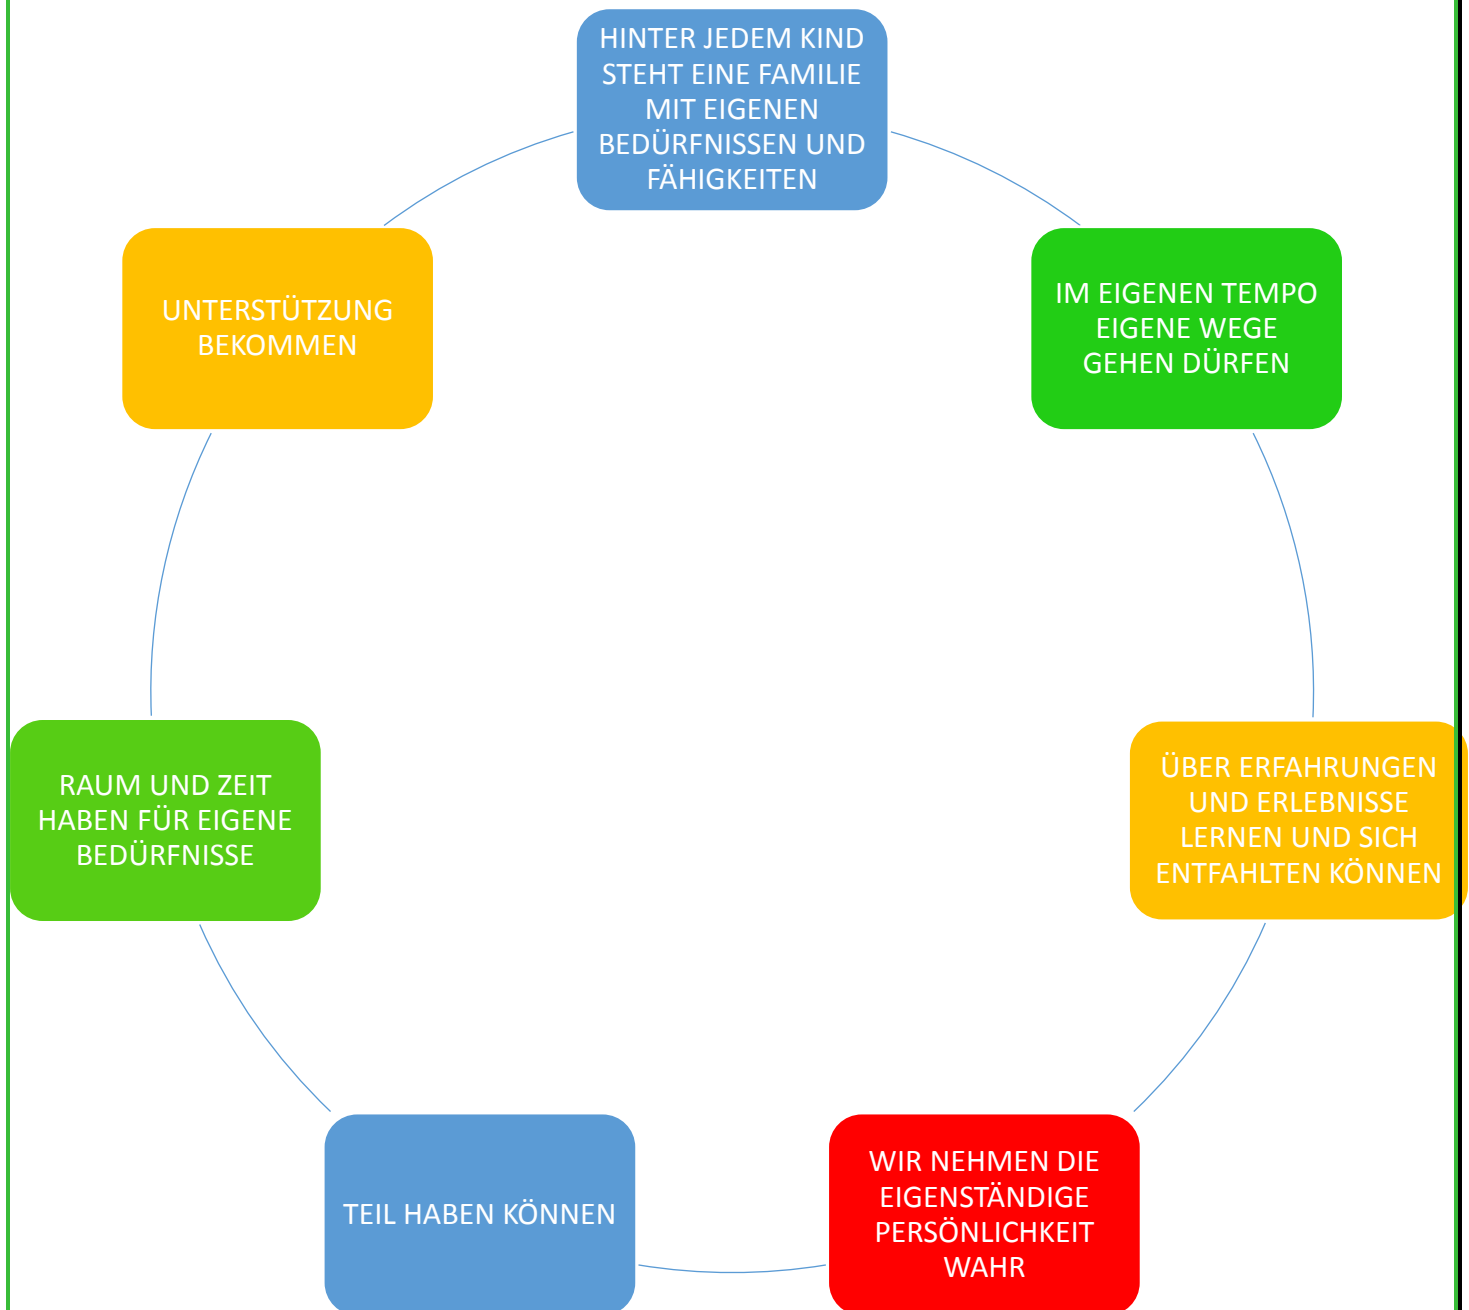 HINTER JEDEM KIND
STEHT EINE FAMILIE
MIT EIGENEN
BEDÜRFNISSEN UND
FÄHIGKEITEN
IM EIGENEN TEMPO
EIGENE WEGE
GEHEN DÜRFEN
ÜBER ERFAHRUNGEN
UND ERLEBNISSE
LERNEN UND SICH
ENTFAHLTEN KÖNNEN
WIR NEHMEN DIE
EIGENSTÄNDIGE
PERSÖNLICHKEIT
WAHR
TEIL HABEN KÖNNEN
RAUM UND ZEIT
HABEN FÜR EIGENE
BEDÜRFNISSE
UNTERSTÜTZUNG
BEKOMMEN